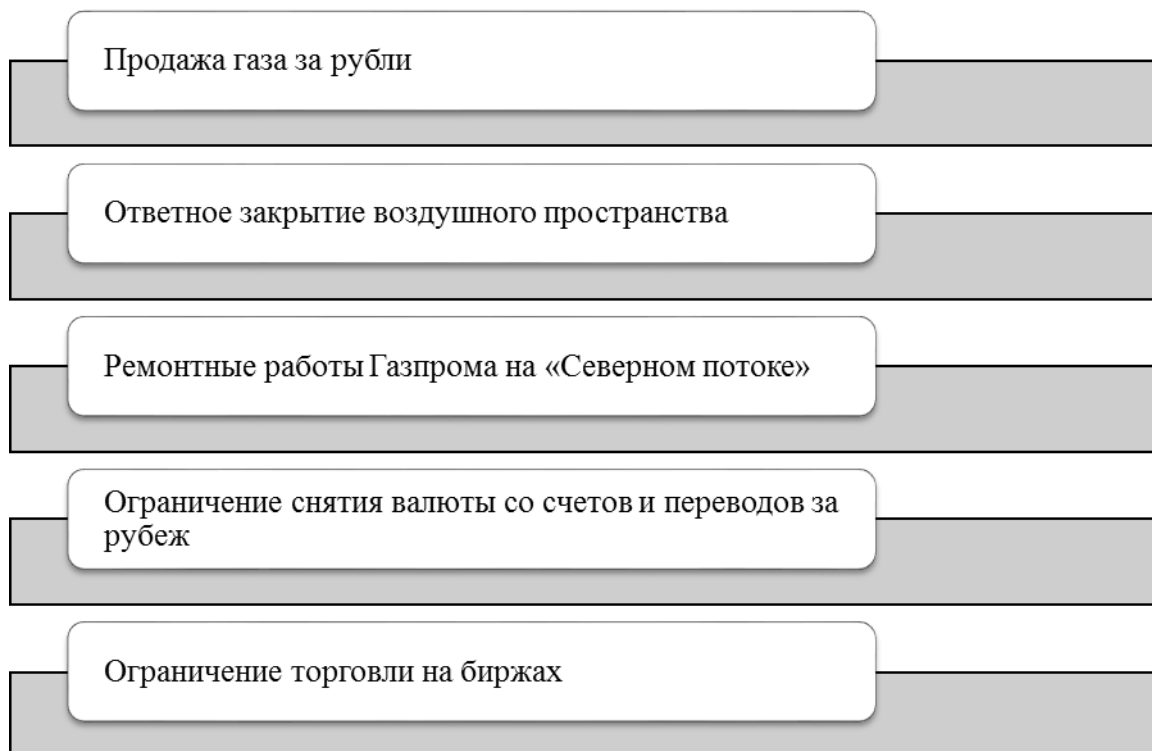 Продажа газа за рубли
Ответное закрытие воздушного пространства
Ремонтные работы Газпрома на «Северном потоке»
Ограничение снятия валюты со счетов и переводов за
рубеж
Ограничение торговли на биржах